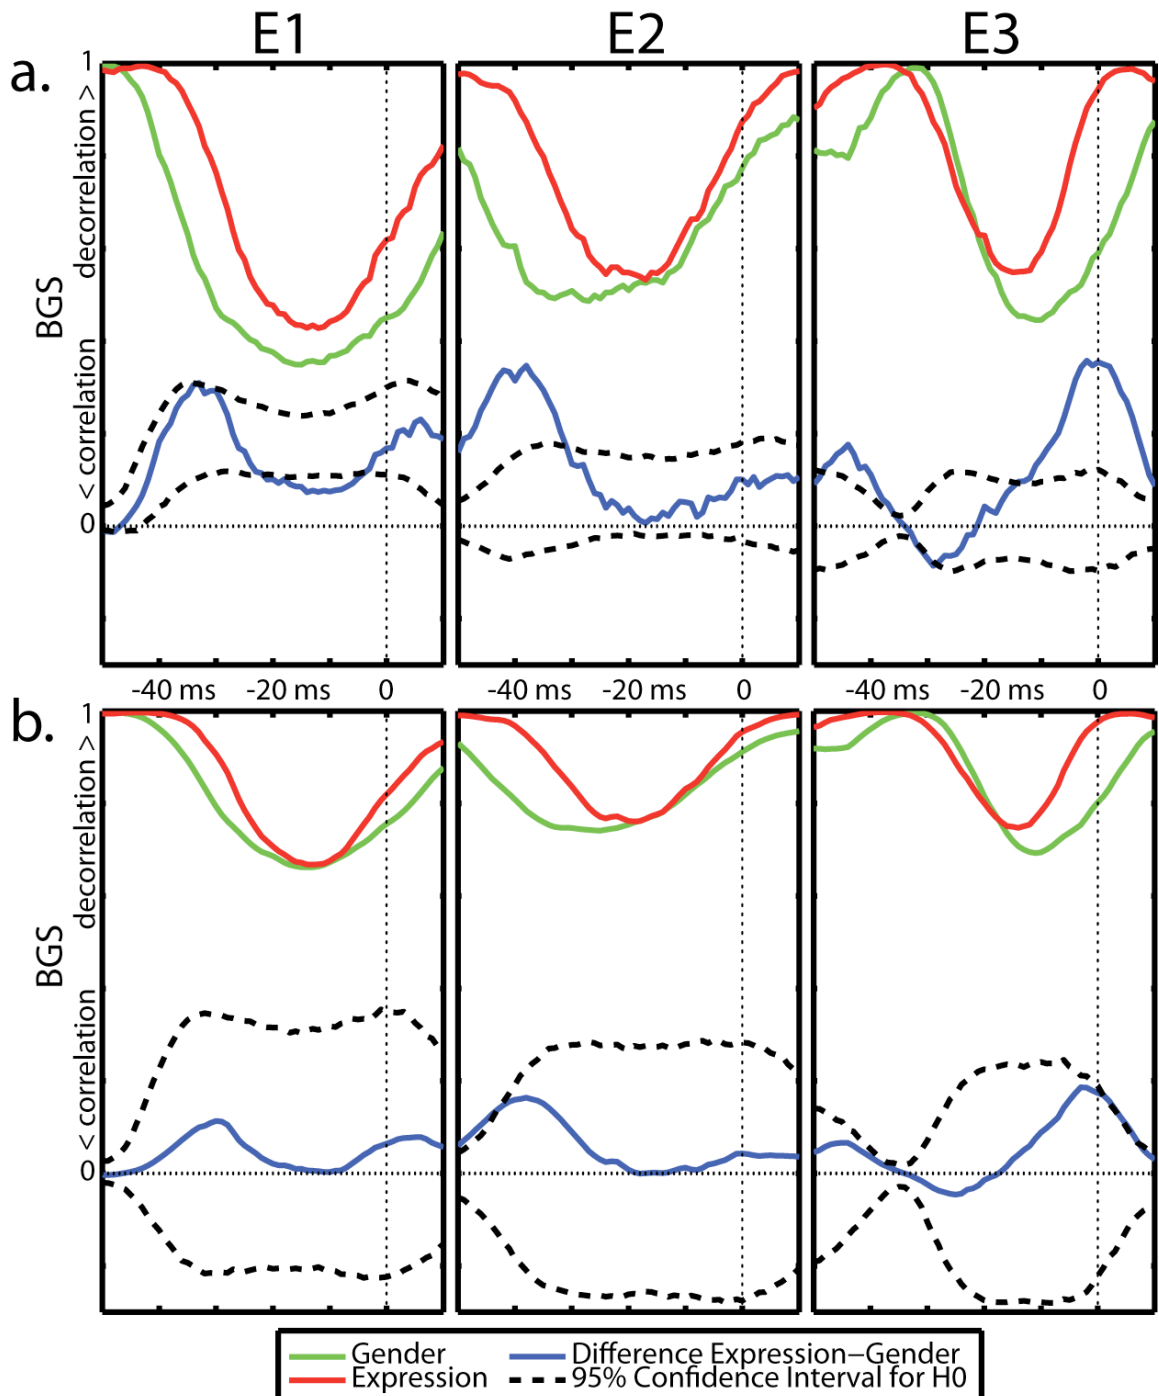 E1 E2 E3
a.
1
decorrelation >
BGS
< correlation
0
-40 ms -20 ms 0 -40 ms -20 ms 0 -40 ms -20 ms 0
b.
1
decorrelation >
BGS
< correlation
0
Gender Difference Expression−Gender
Expression 95% Confidence Interval for H0